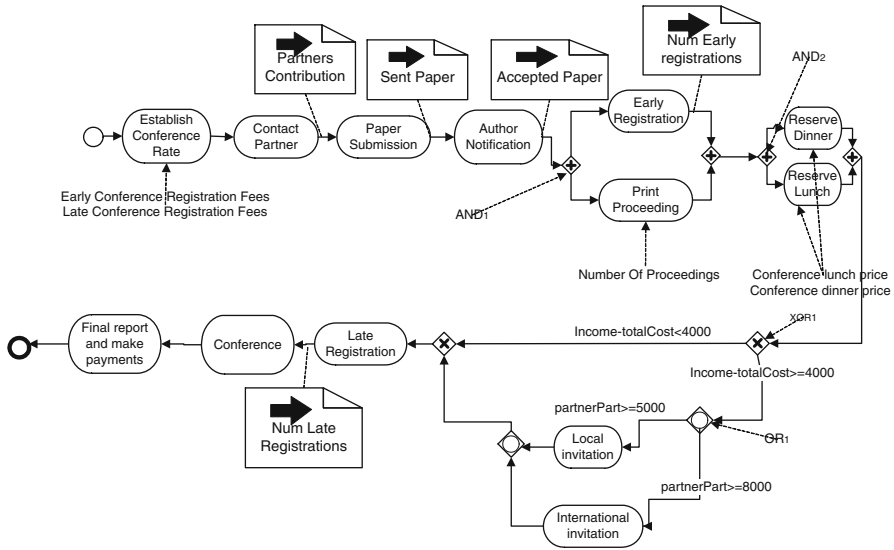 Partners
Contribution
Sent Paper
Accepted Paper
Num Early
registrations
AND2
Establish
Conference
Rate
Contact
Partner
Paper
Submission
Author
Notification
Early
Registration
Reserve
Dinner
Reserve
Lunch
Print
Proceeding
Early Conference Registration Fees
Late Conference Registration Fees
AND1
Number Of Proceedings
Conference lunch price
Conference dinner price
XOR1
Income-totalCost<4000
Final report
and make
payments
Conference
Late
Registration
Income-totalCost>=4000
Num Late
Registrations
partnerPart>=5000
Local
invitation
OR1
partnerPart>=8000
International
invitation